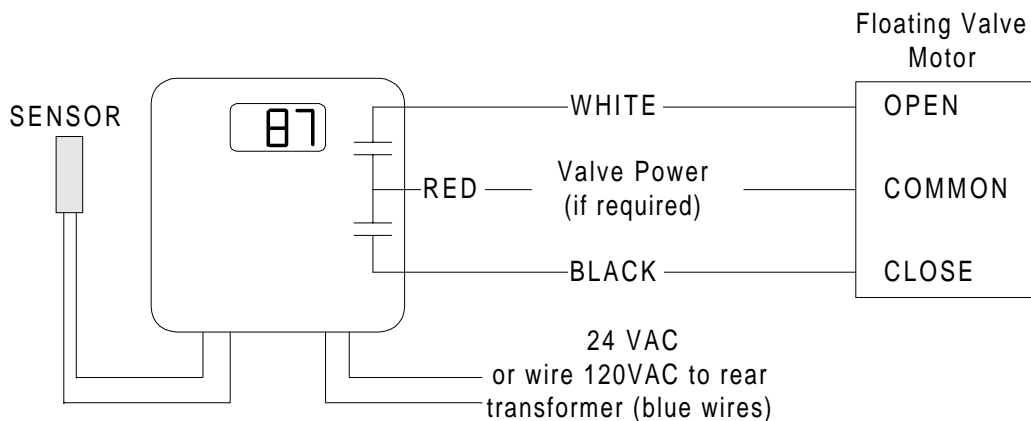 Floating Valve
Motor
SENSOR
87
WHITE
OPEN
RED
Valve Power
(if required)
COMMON
BLACK
CLOSE
24 VAC
or wire 120VAC to rear
transformer (blue wires)